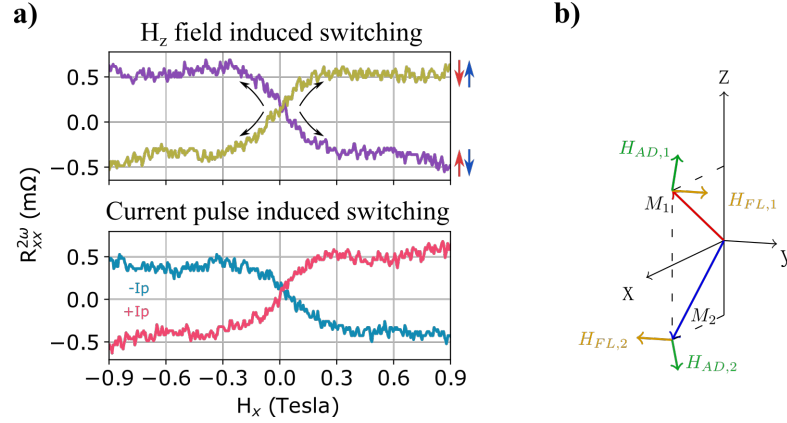 a)
H_z field induced switching
0.5
0.0
−0.5
Current pulse induced switching
R_xx^2ω (mΩ)
0.5
0.0
−0.5
-Ip
+Ip
−0.9 −0.6 −0.3 0.0 0.3 0.6 0.9
H_x (Tesla)
b)
Z
H_AD,1
M_1
H_FL,1
y
X
M_2
H_FL,2
H_AD,2